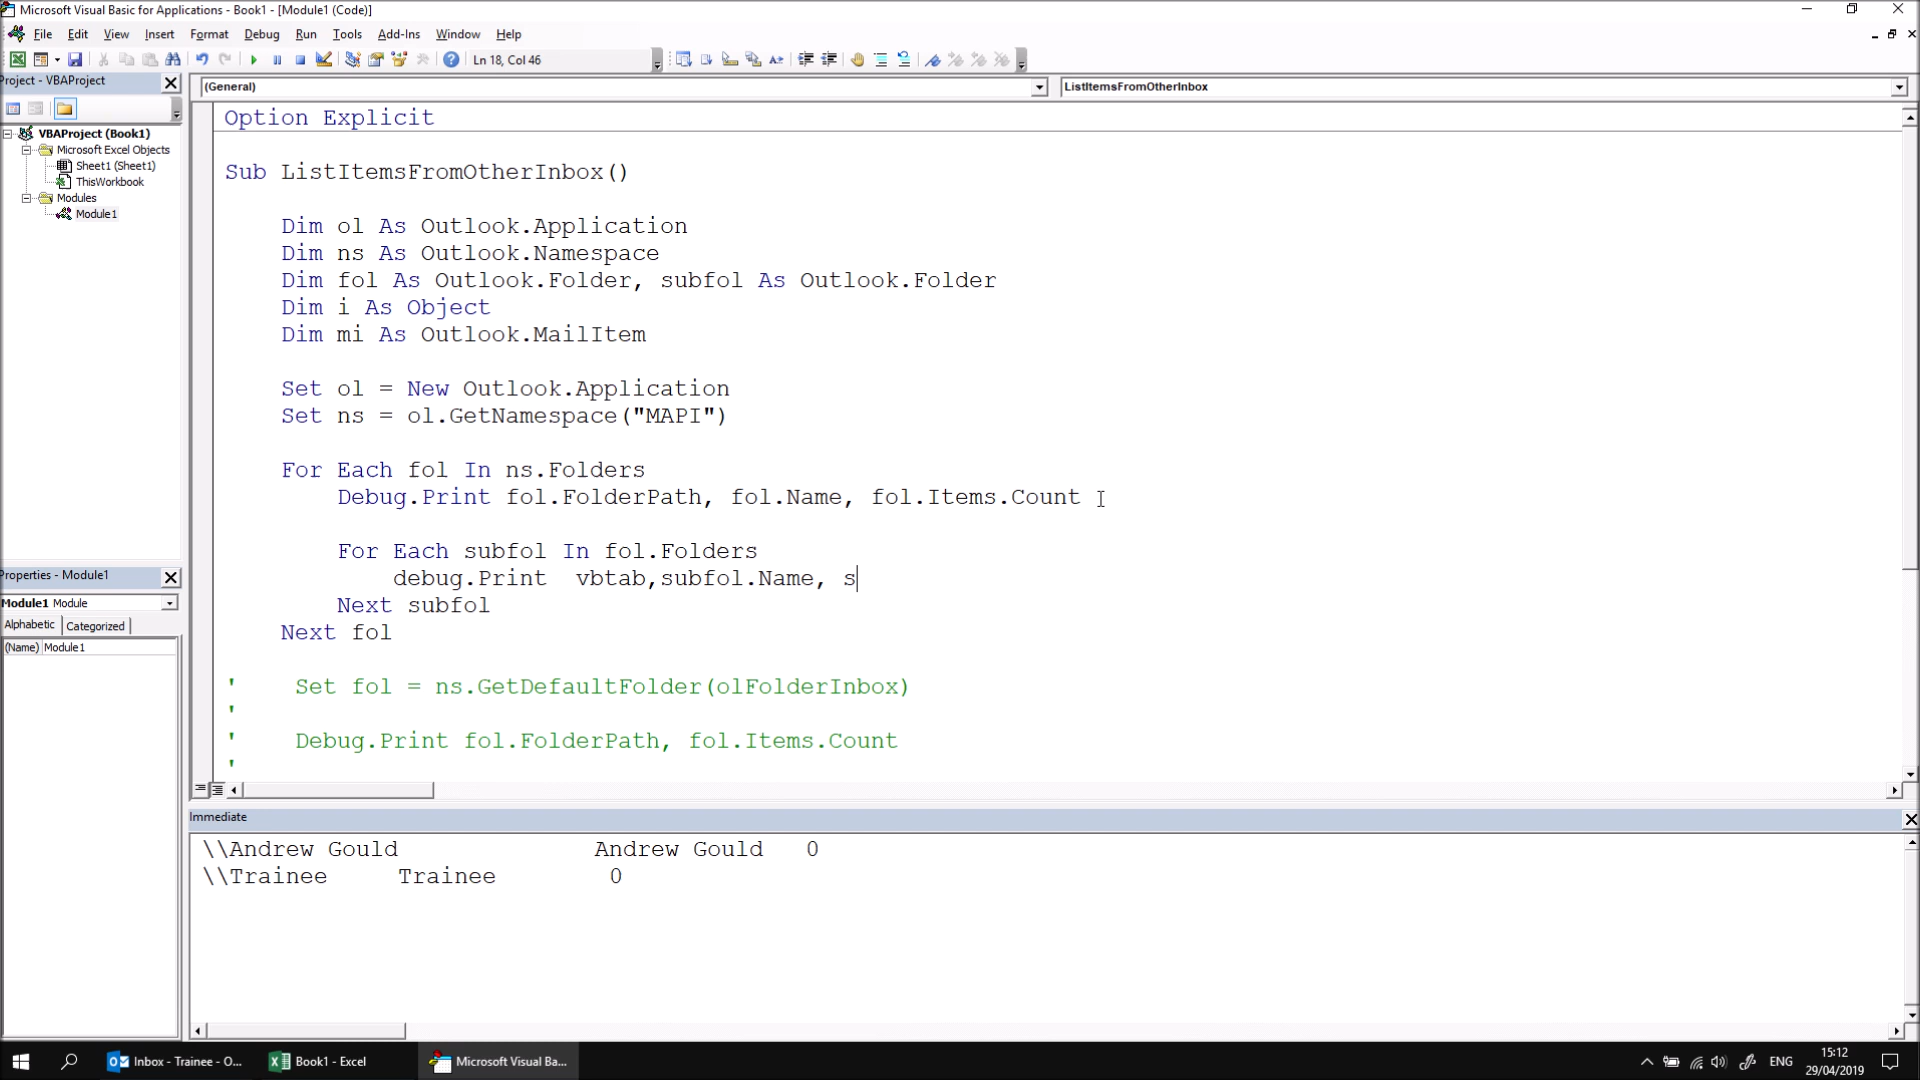 Microsoft Visual Basic for Applications - Book1 - [Module1 (Code)]
File Edit View Insert Format Debug Run Tools Add-Ins Window Help
Ln 18, Col 46
Project - VBAProject
(General)
ListItemsFromOtherInbox
VBAProject (Book1)
Microsoft Excel Objects
Sheet1 (Sheet1)
ThisWorkbook
Modules
Module1
Option Explicit
Sub ListItemsFromOtherInbox()
Dim ol As Outlook.Application
Dim ns As Outlook.Namespace
Dim fol As Outlook.Folder, subfol As Outlook.Folder
Dim i As Object
Dim mi As Outlook.MailItem
Set ol = New Outlook.Application
Set ns = ol.GetNamespace("MAPI")
For Each fol In ns.Folders
Debug.Print fol.FolderPath, fol.Name, fol.Items.Count
For Each subfol In fol.Folders
debug.Print  vbtab,subfol.Name, s
Next subfol
Next fol
'    Set fol = ns.GetDefaultFolder(olFolderInbox)
'
'    Debug.Print fol.FolderPath, fol.Items.Count
'
Properties - Module1
Module1 Module
Alphabetic Categorized
(Name) Module1
Immediate
\\Andrew Gould Andrew Gould 0
\\Trainee Trainee 0
Inbox - Trainee - O...
Book1 - Excel
Microsoft Visual Ba...
ENG
15:12
29/04/2019